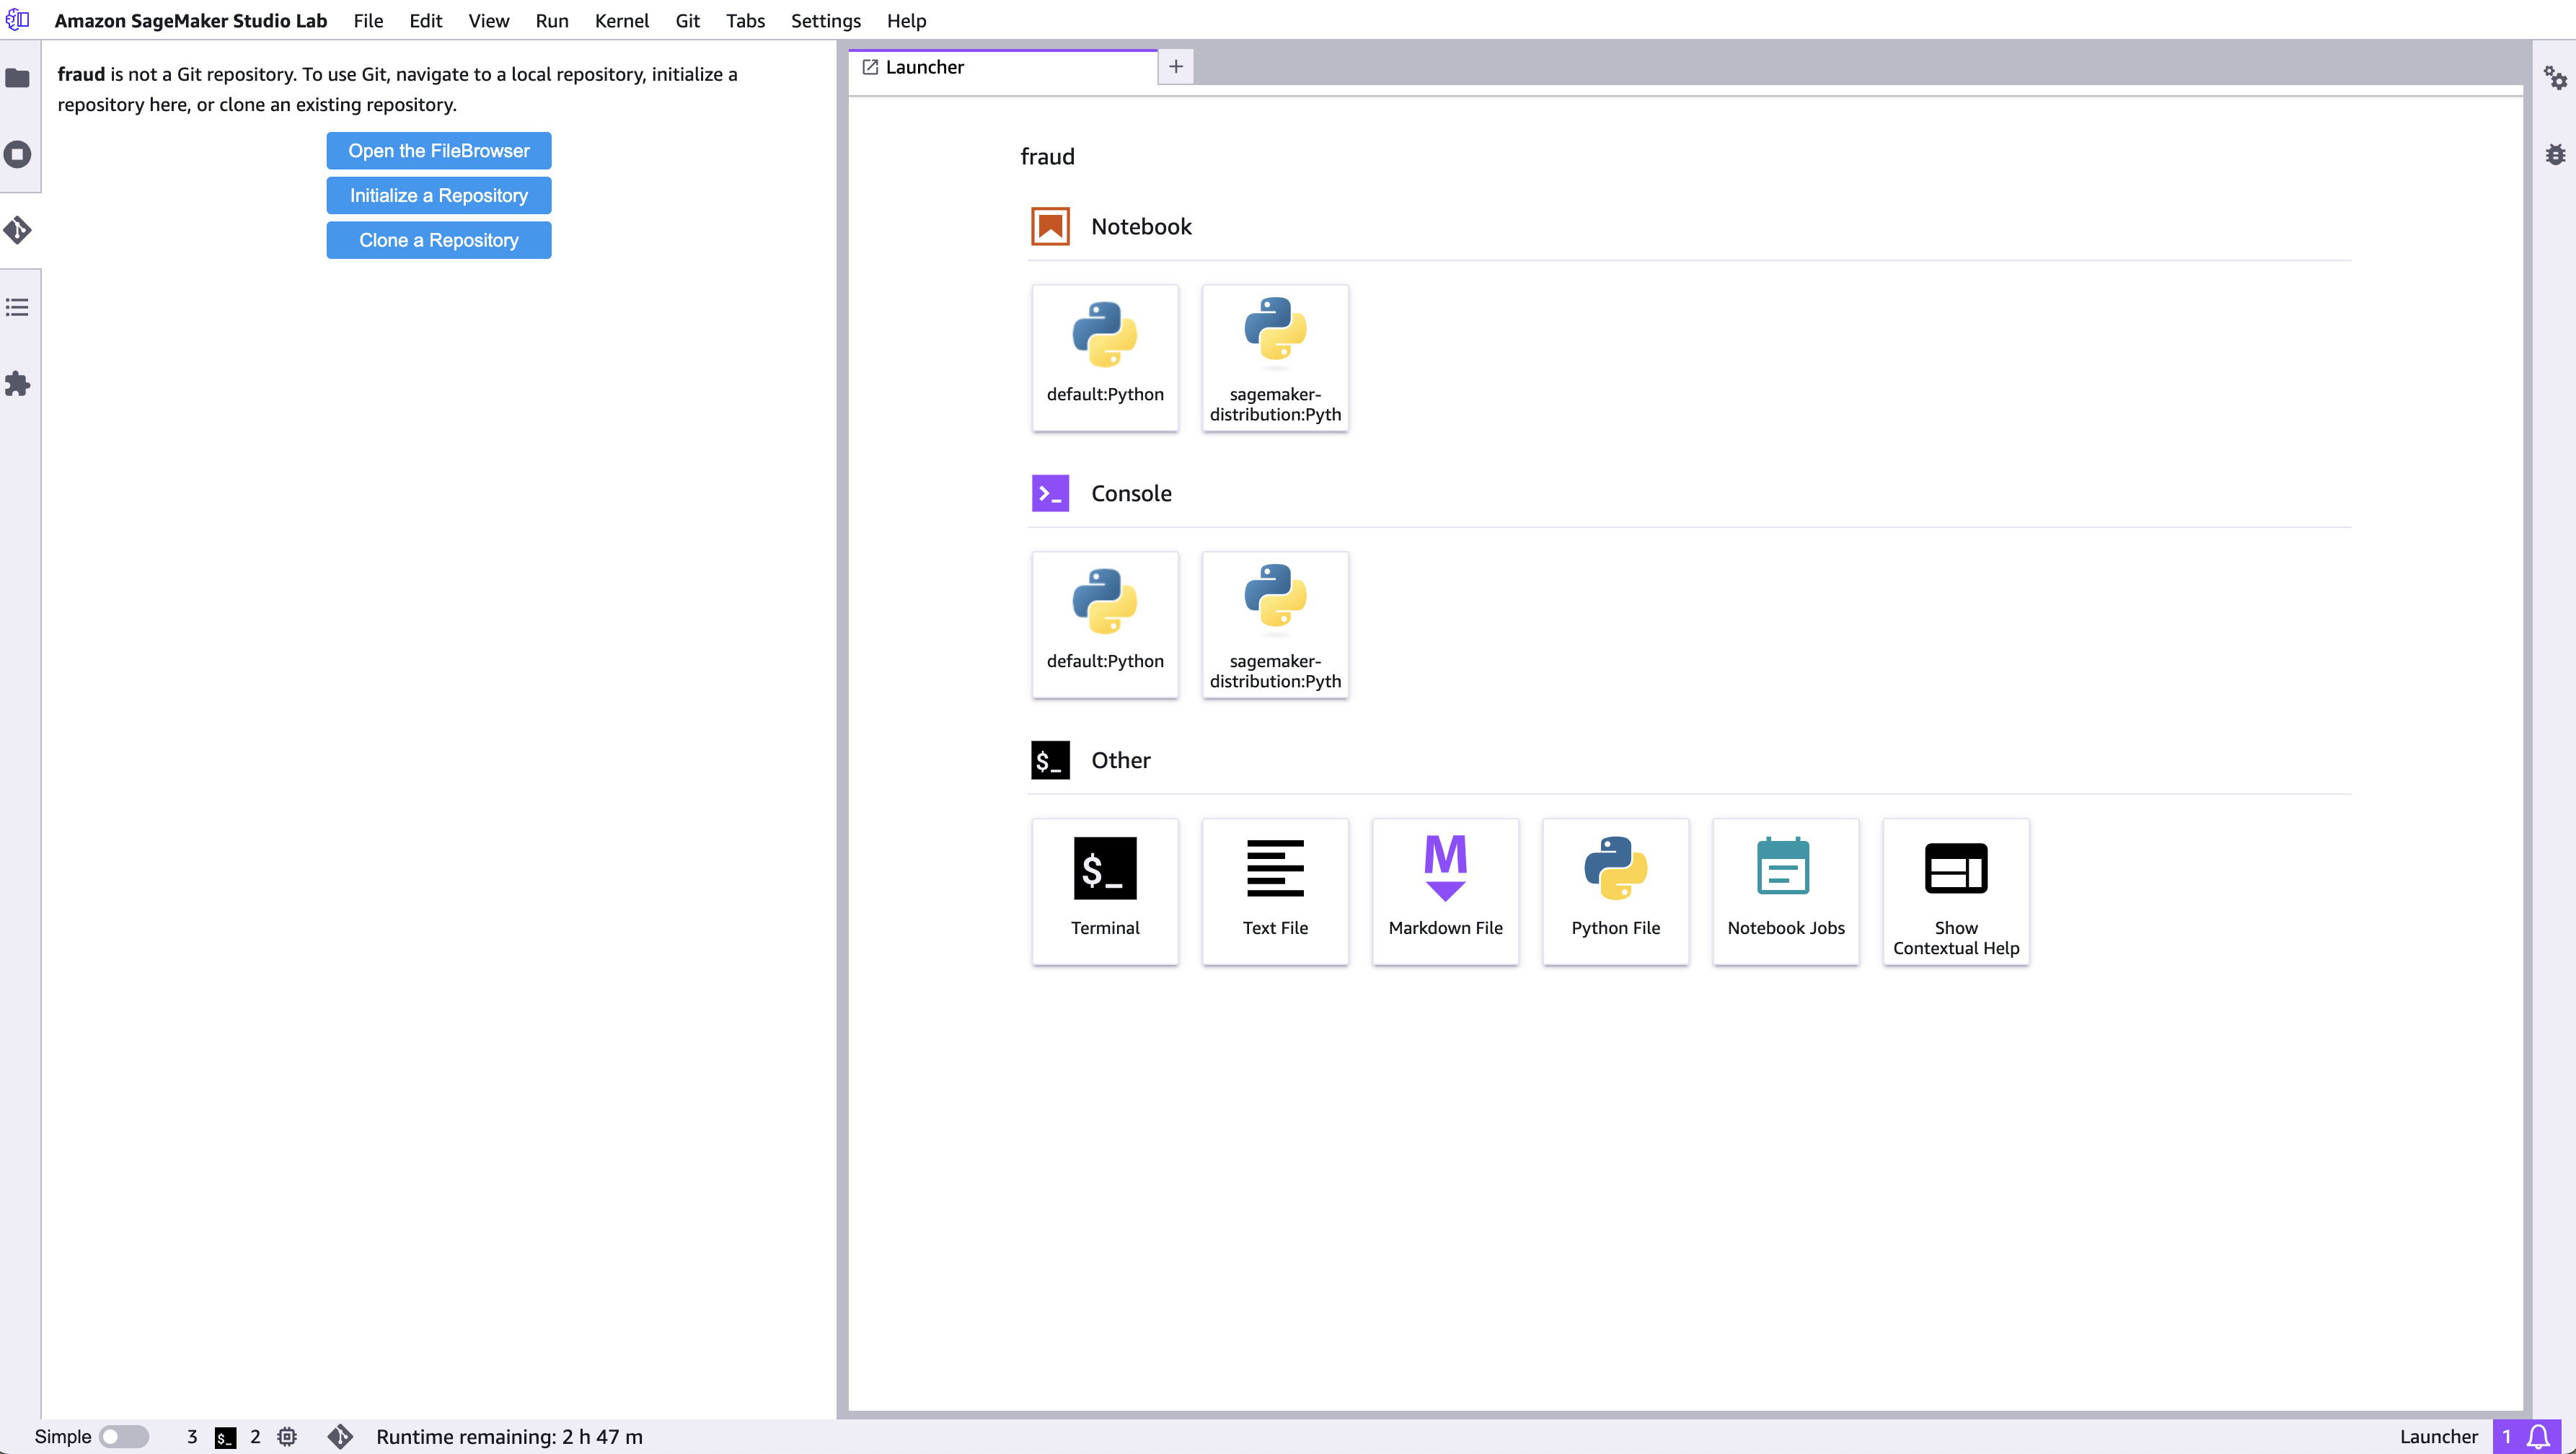 Amazon SageMaker Studio Lab File Edit View Run Kernel Git Tabs Settings Help
fraud is not a Git repository. To use Git, navigate to a local repository, initialize a
repository here, or clone an existing repository.
Open the FileBrowser
Initialize a Repository
Clone a Repository
Launcher
fraud
Notebook
default:Python
sagemaker-
distribution:Pyth
>_ Console
default:Python
sagemaker-
distribution:Pyth
$_ Other
$_
Terminal
Text File
M
Markdown File
Python File
Notebook Jobs
Show
Contextual Help
Simple 3 $_ 2 Runtime remaining: 2 h 47 m Launcher 1